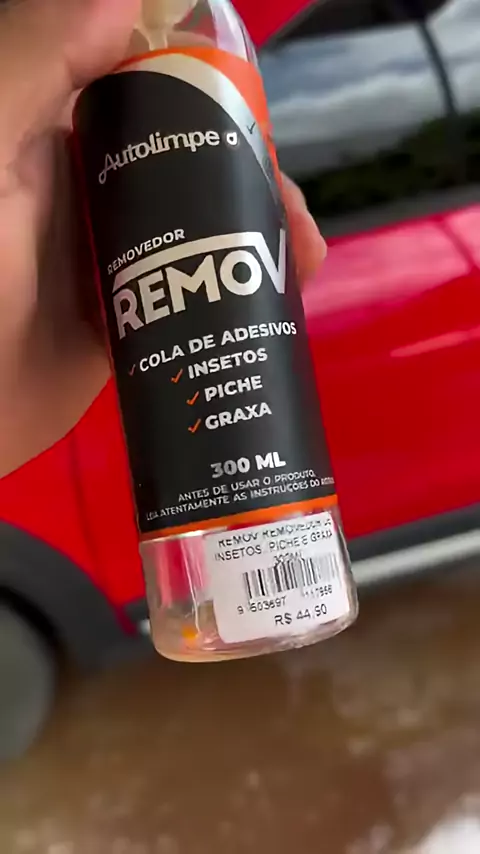 Autolimpe
REMOVEDOR
REMOV
COLA DE ADESIVOS
INSETOS
PICHE
GRAXA
300 ML
ANTES DE USAR O PRODUTO,
LEIA ATENTAMENTE AS INSTRUÇÕES DO
REMOV REMOVEDOR DE
INSETOS, PICHE E GRAXA
300ML
R$ 44,90